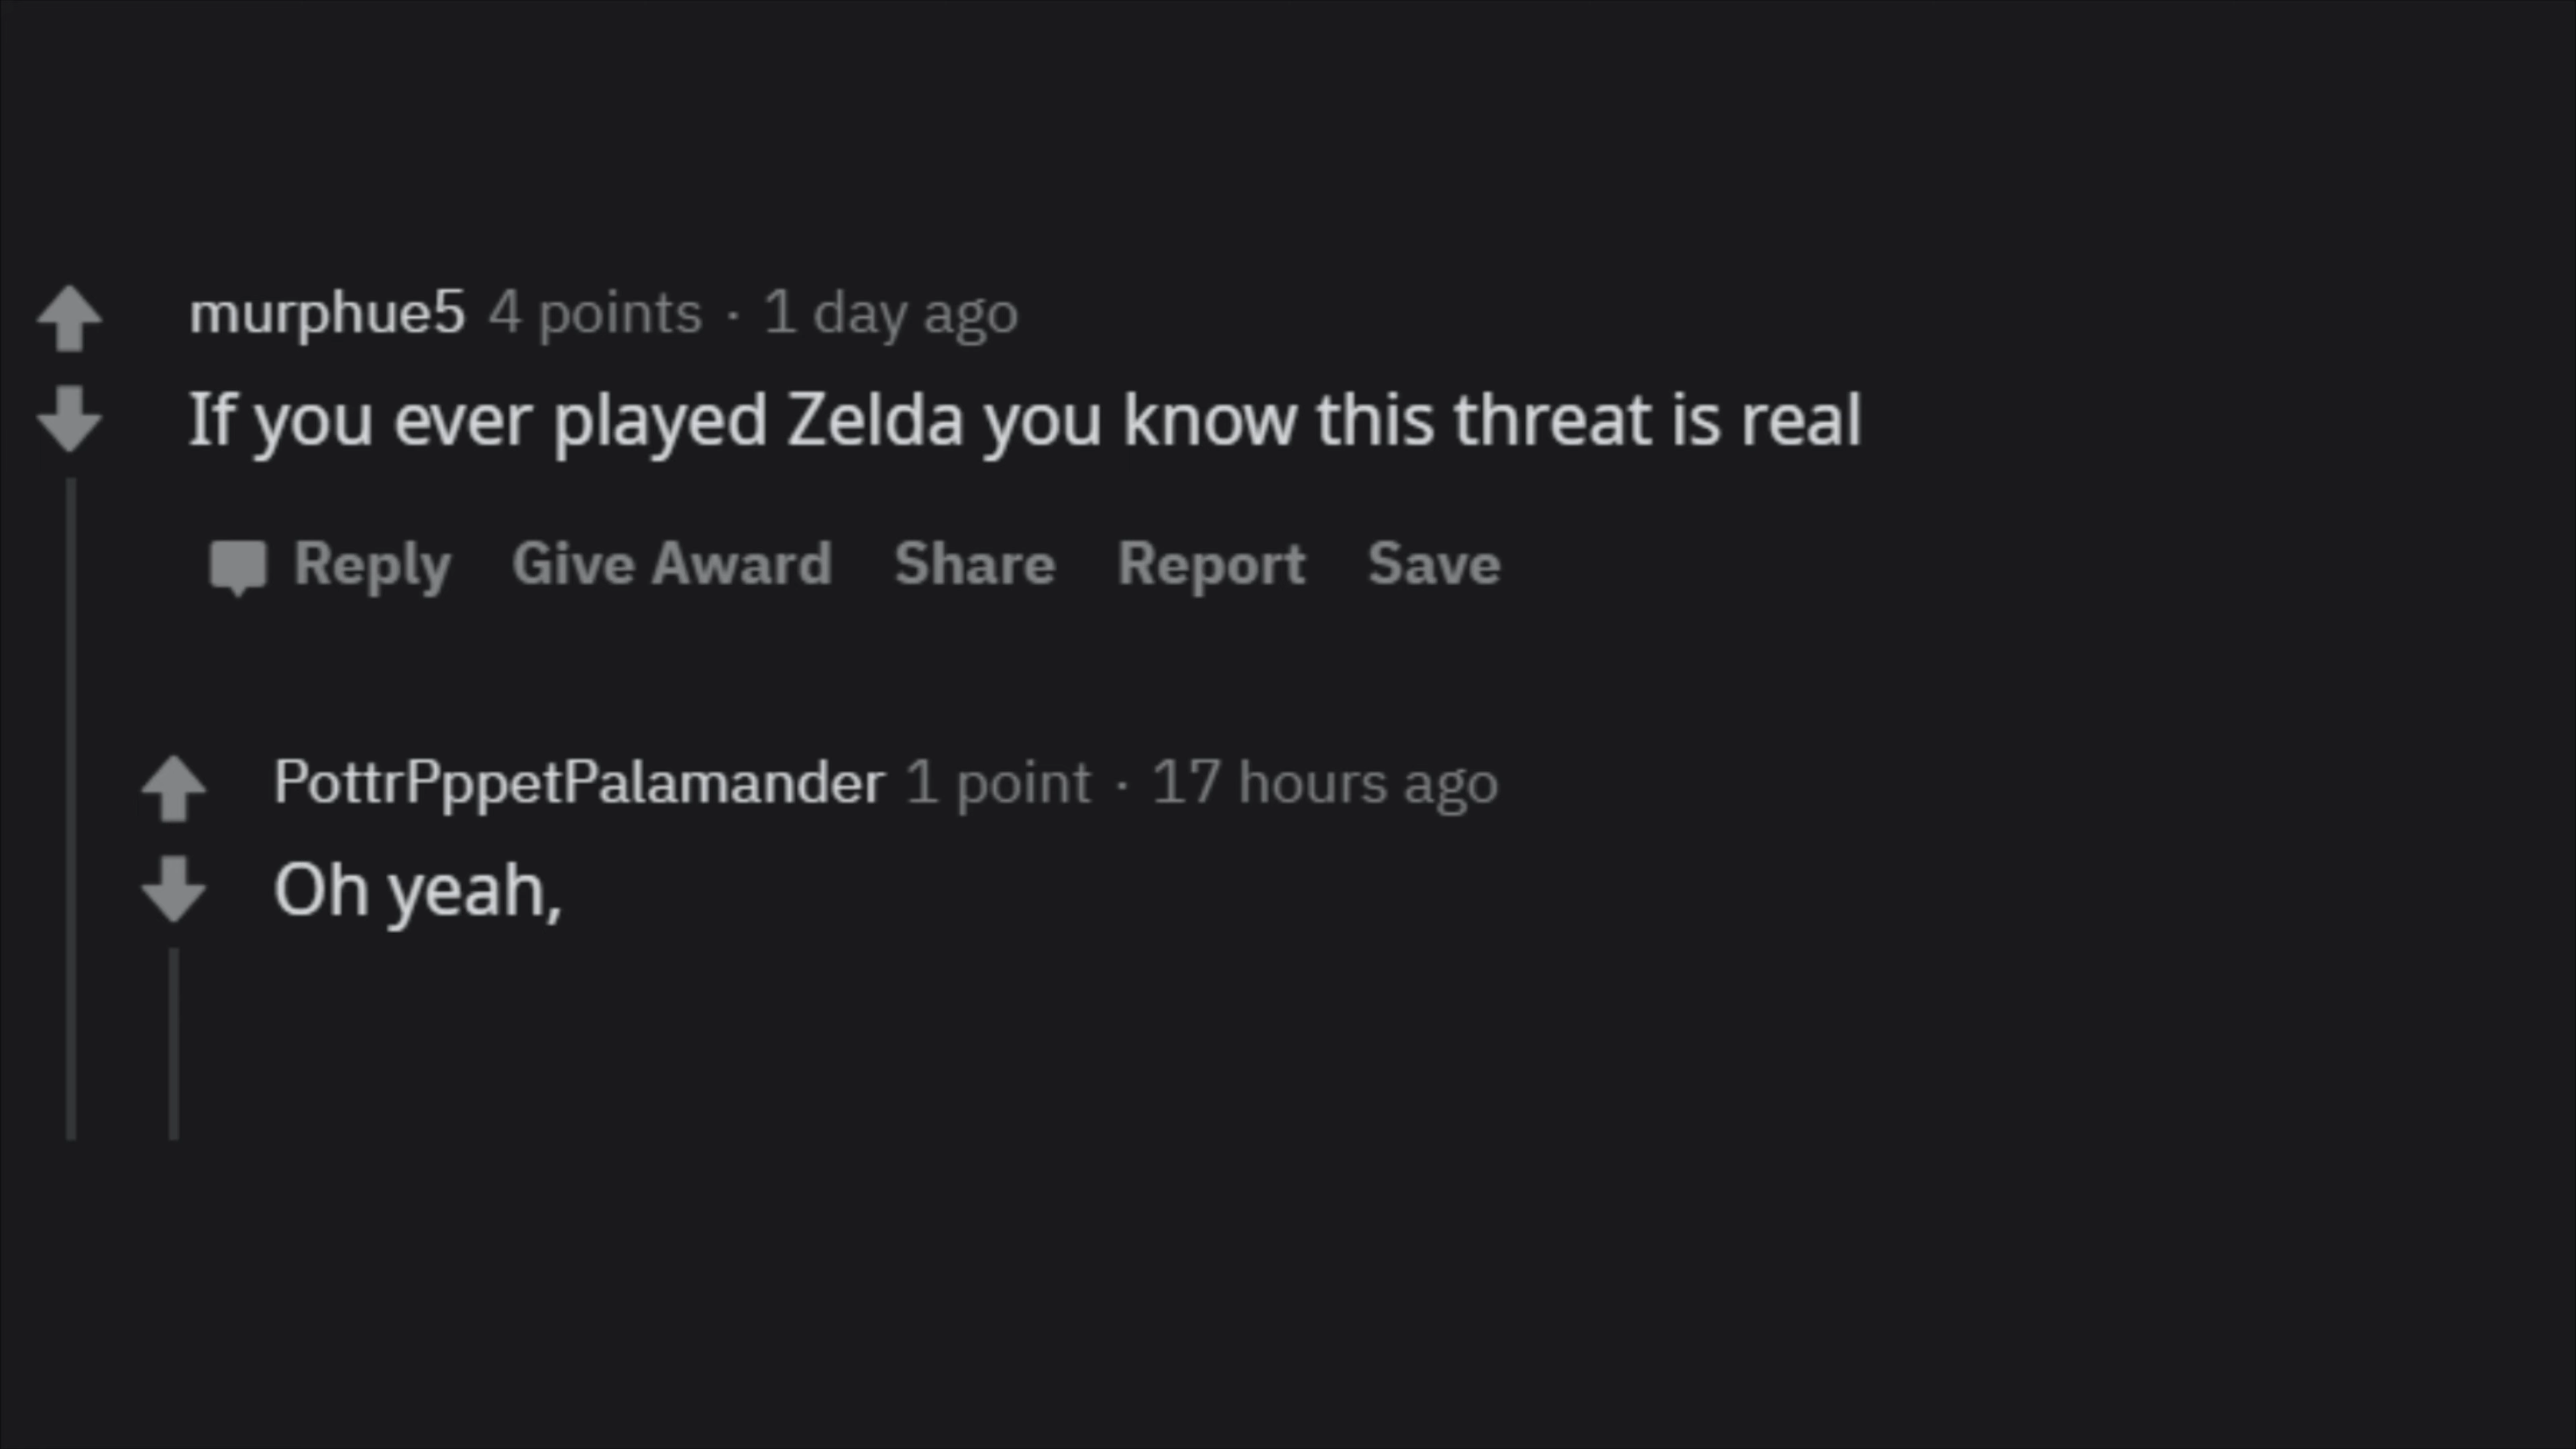 murphue5 4 points · 1 day ago
If you ever played Zelda you know this threat is real
Reply Give Award Share Report Save
PottrPppetPalamander 1 point · 17 hours ago
Oh yeah,